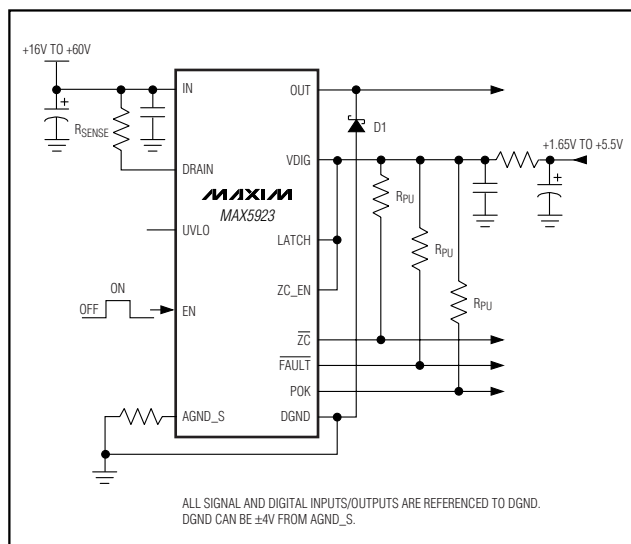 +16V TO +60V
IN
OUT
RSENSE
D1
+1.65V TO +5.5V
DRAIN
VDIG
MAXIM
MAX5923
RPU
UVLO
LATCH
RPU
ZC_EN
RPU
ON
OFF
EN
ZC
FAULT
POK
AGND_S
DGND
ALL SIGNAL AND DIGITAL INPUTS/OUTPUTS ARE REFERENCED TO DGND.
DGND CAN BE ±4V FROM AGND_S.